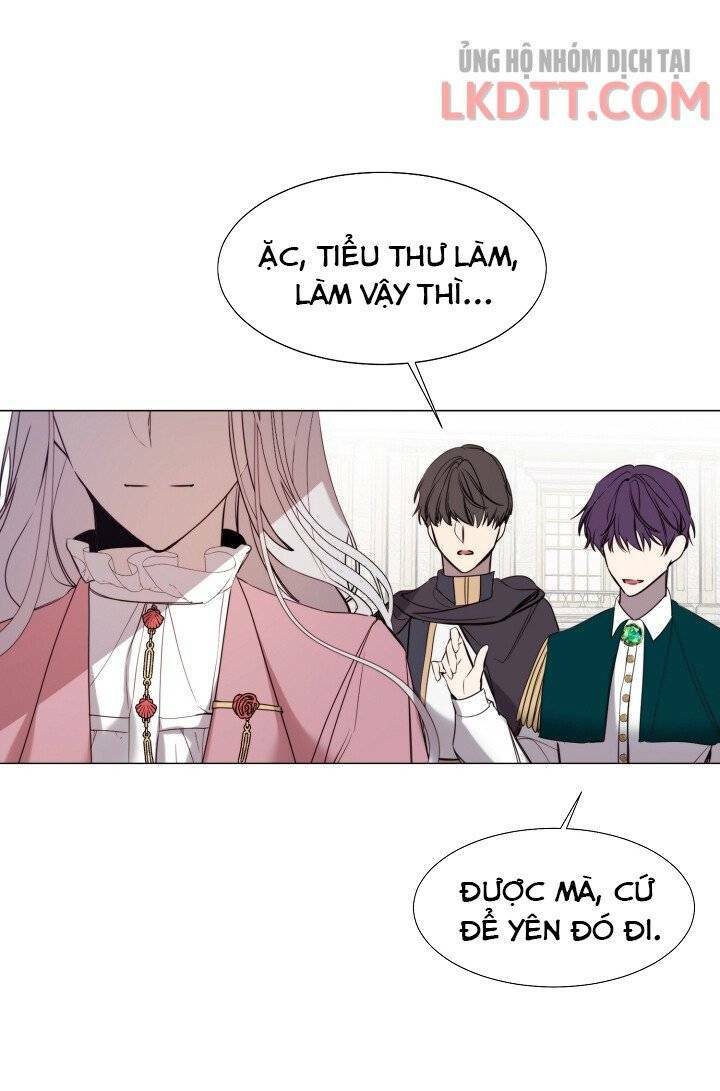 ỦNG HỘ NHÓM DỊCH TẠI
LKDTT.COM
ẶC, TIỂU THƯ LÀM,
LÀM VẬY THÌ...
ĐƯỢC MÀ, CỨ
ĐỂ YÊN ĐÓ ĐI.